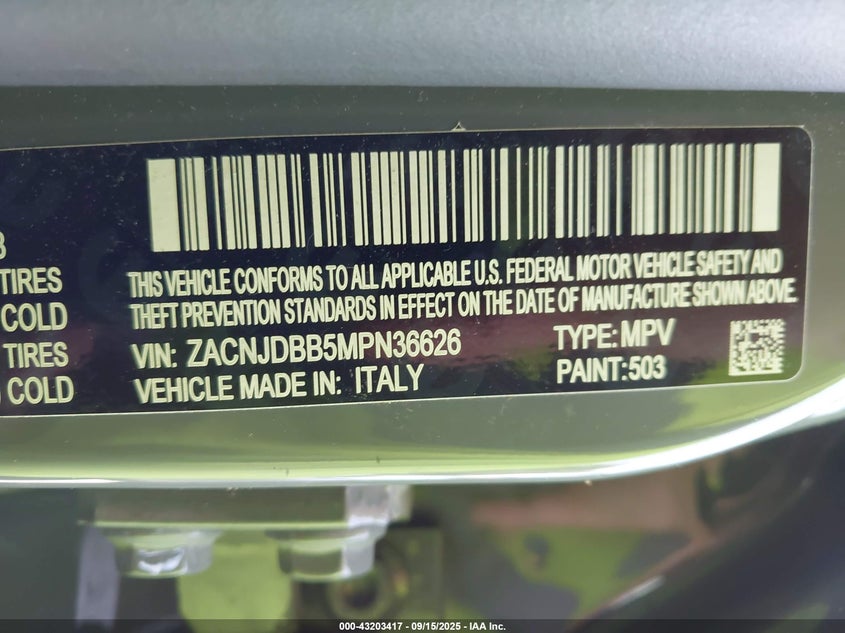 TIRES
COLD
TIRES
COLD
THIS VEHICLE CONFORMS TO ALL APPLICABLE U.S. FEDERAL MOTOR VEHICLE SAFETY AND
THEFT PREVENTION STANDARDS IN EFFECT ON THE DATE OF MANUFACTURE SHOWN ABOVE.
VIN: ZACNJDBB5MPN36626 TYPE: MPV
VEHICLE MADE IN: ITALY PAINT: 503
000-43203417 - 09/15/2025 - IAA Inc.